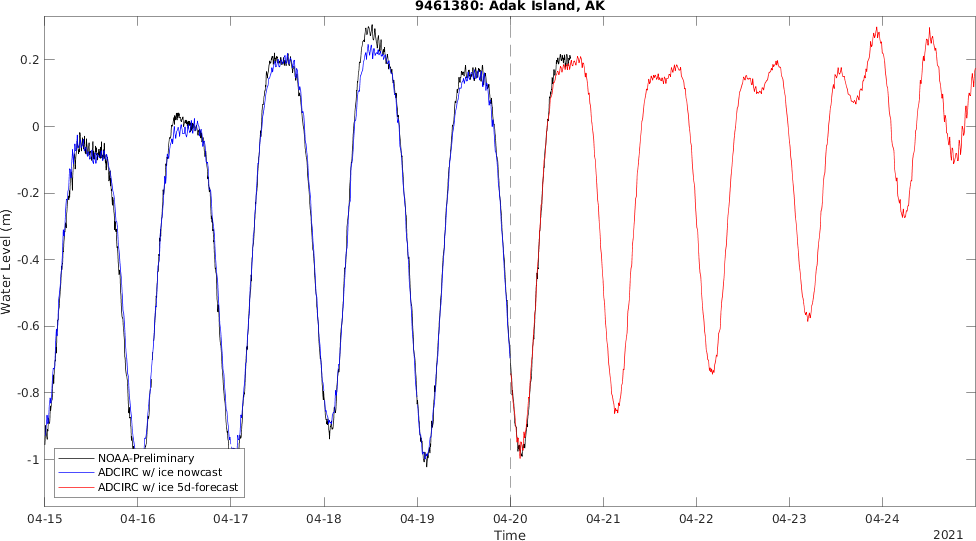 9461380: Adak Island, AK
Water Level (m)
0.2
0
-0.2
-0.4
-0.6
-0.8
-1
NOAA-Preliminary
ADCIRC w/ ice nowcast
ADCIRC w/ ice 5d-forecast
04-15 04-16 04-17 04-18 04-19 04-20 04-21 04-22 04-23 04-24
Time
2021